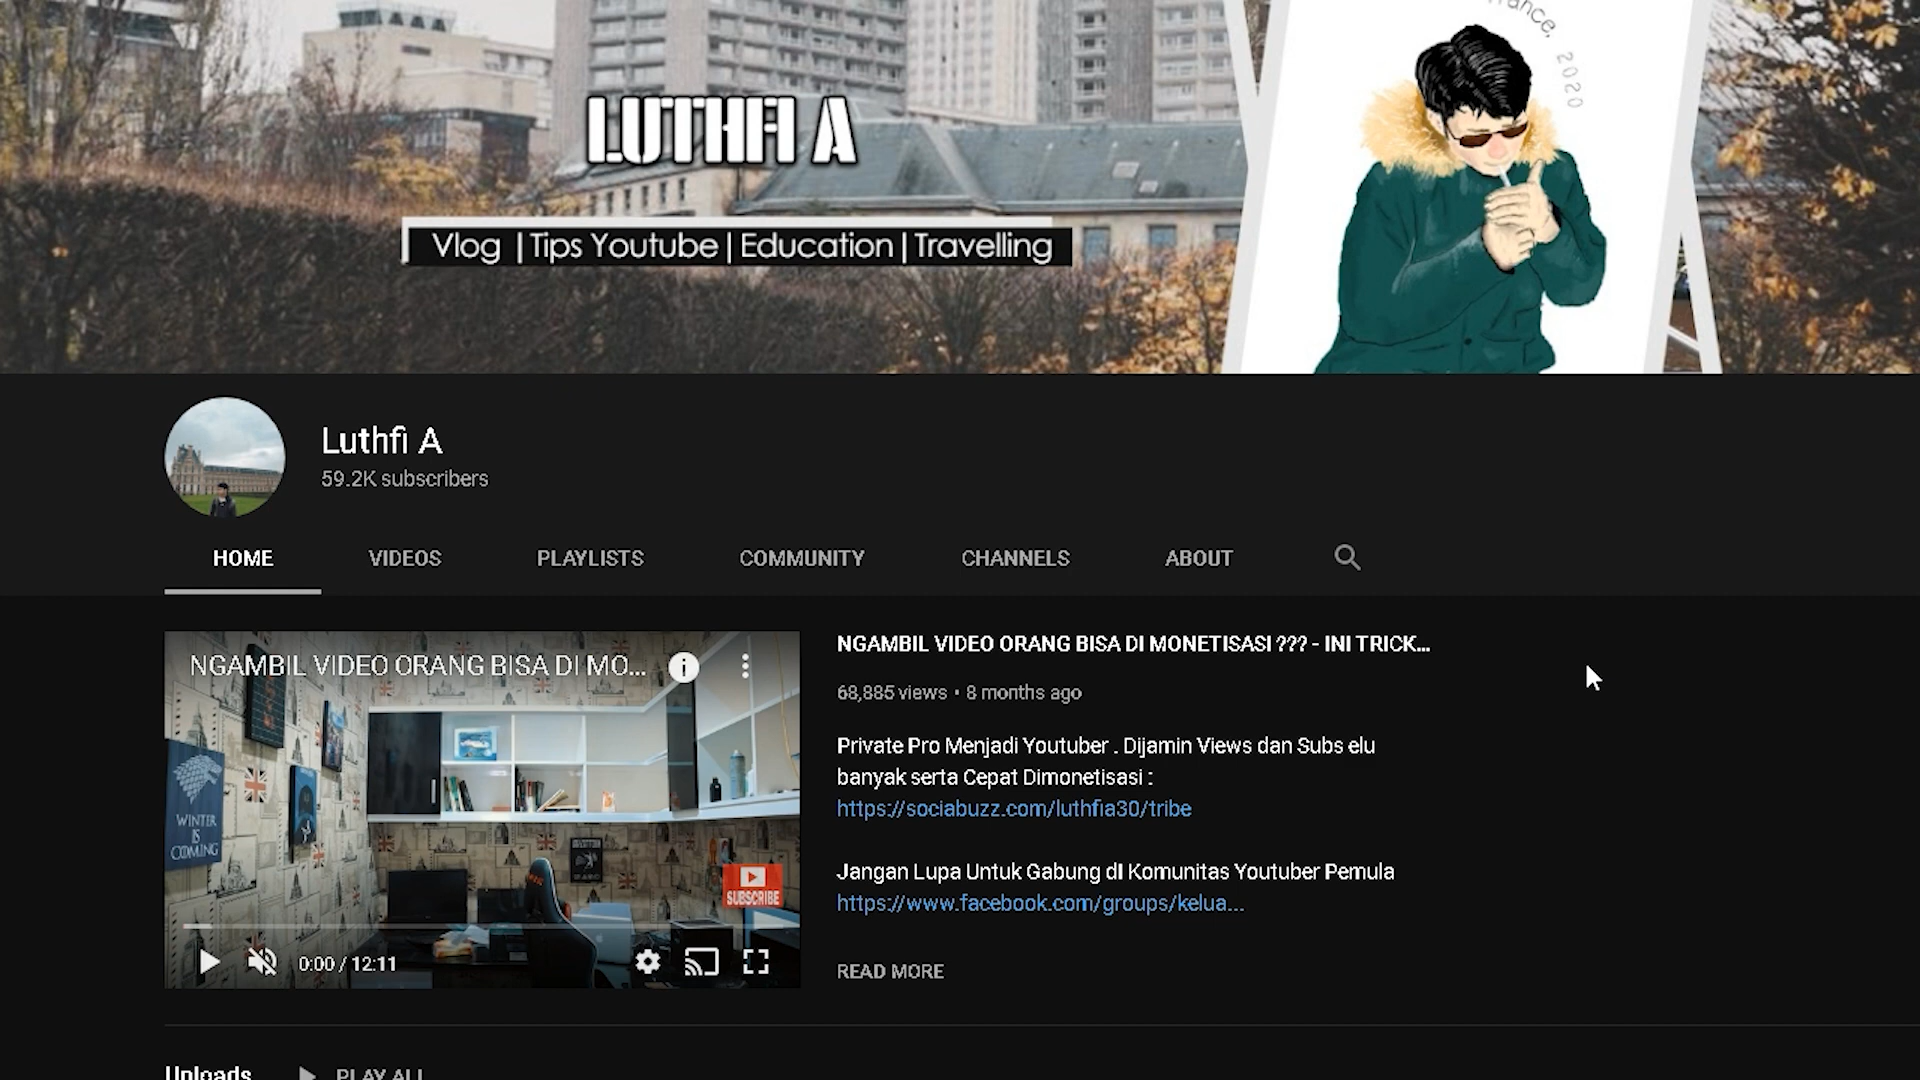 rance, 2020
LUTHFI A
Vlog | Tips Youtube | Education | Travelling
Luthfi A
59.2K subscribers
HOME VIDEOS PLAYLISTS COMMUNITY CHANNELS ABOUT
NGAMBIL VIDEO ORANG BISA DI MO...
WINTER
IS
COMING
SUBSCRIBE
0:00 / 12:11
NGAMBIL VIDEO ORANG BISA DI MONETISASI ??? - INI TRICK...
68,885 views • 8 months ago
Private Pro Menjadi Youtuber . Dijamin Views dan Subs elu
banyak serta Cepat Dimonetisasi :
https://sociabuzz.com/luthfia30/tribe
Jangan Lupa Untuk Gabung dI Komunitas Youtuber Pemula
https://www.facebook.com/groups/kelua...
READ MORE
Uploads PLAY ALL